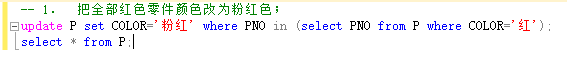 -- 1. 把全部红色零件颜色改为粉红色；
update P set COLOR='粉红' where PNO in (select PNO from P where COLOR='红');
select * from P;